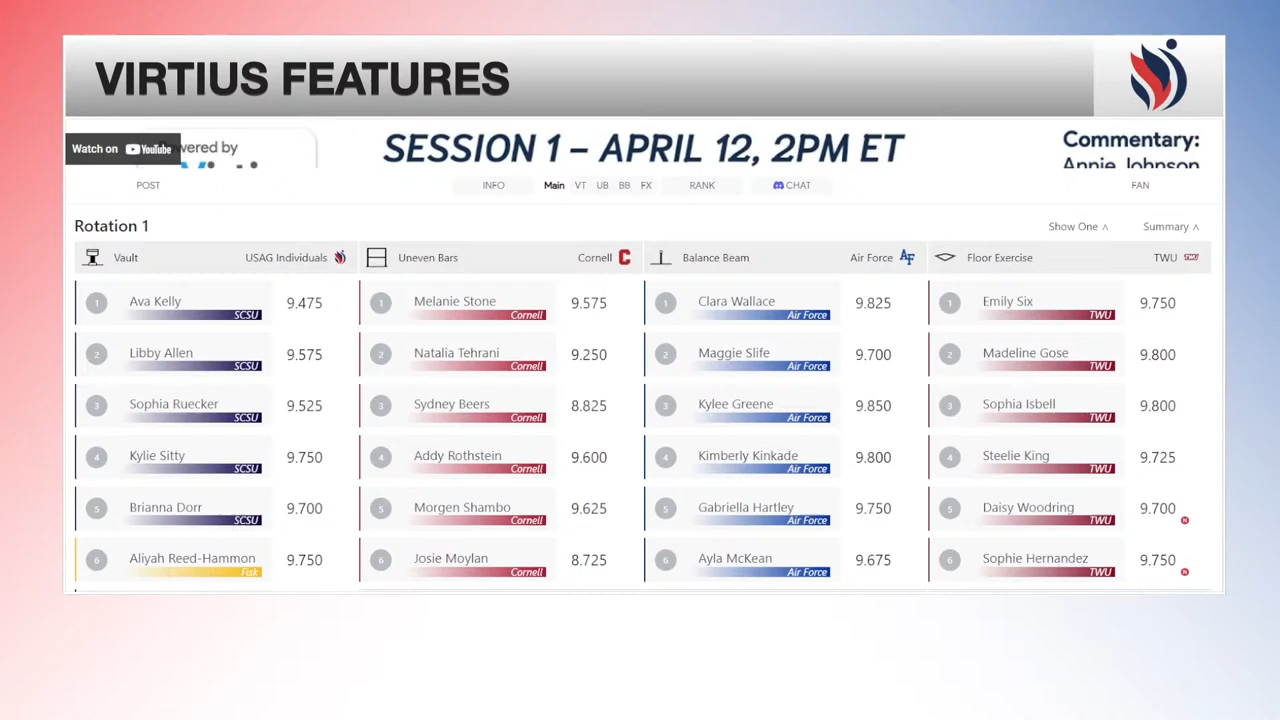 VIRTIUS FEATURES
Watch on YouTube
wered by
SESSION 1 – APRIL 12, 2PM ET
Commentary:
Annie Johnson
POST INFO Main VT UB BB FX RANK CHAT FAN
Rotation 1 Show One ∧ Summary ∧
Vault USAG Individuals Uneven Bars Cornell C Balance Beam Air Force AF Floor Exercise TWU TWU
1 Ava Kelly SCSU 9.475 1 Melanie Stone Cornell 9.575 1 Clara Wallace Air Force 9.825 1 Emily Six TWU 9.750
2 Libby Allen SCSU 9.575 2 Natalia Tehrani Cornell 9.250 2 Maggie Slife Air Force 9.700 2 Madeline Gose TWU 9.800
3 Sophia Ruecker SCSU 9.525 3 Sydney Beers Cornell 8.825 3 Kylee Greene Air Force 9.850 3 Sophia Isbell TWU 9.800
4 Kylie Sitty SCSU 9.750 4 Addy Rothstein Cornell 9.600 4 Kimberly Kinkade Air Force 9.800 4 Steelie King TWU 9.725
5 Brianna Dorr SCSU 9.700 5 Morgen Shambo Cornell 9.625 5 Gabriella Hartley Air Force 9.750 5 Daisy Woodring TWU 9.700 N
6 Aliyah Reed-Hammon Fisk 9.750 6 Josie Moylan Cornell 8.725 6 Ayla McKean Air Force 9.675 6 Sophie Hernandez TWU 9.750 N